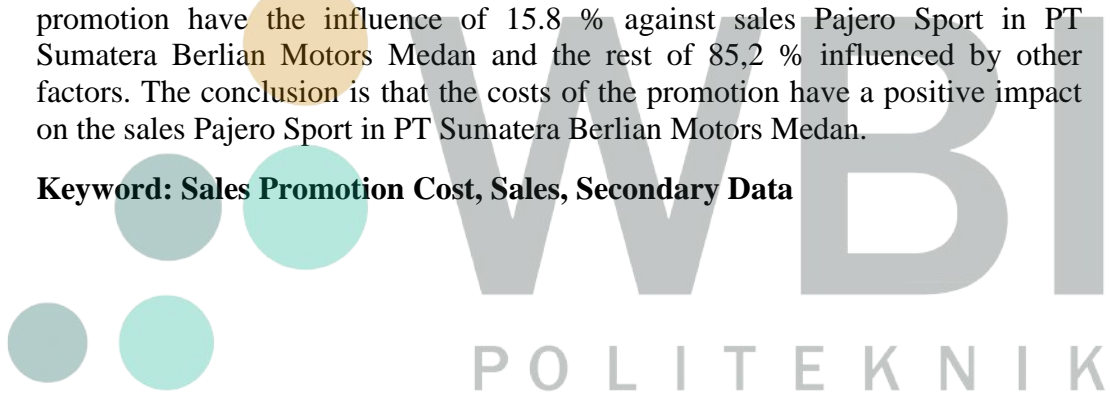 promotion have the influence of 15.8 % against sales Pajero Sport in PT
Sumatera Berlian Motors Medan and the rest of 85,2 % influenced by other
factors. The conclusion is that the costs of the promotion have a positive impact
on the sales Pajero Sport in PT Sumatera Berlian Motors Medan.
Keyword: Sales Promotion Cost, Sales, Secondary Data
WBI
POLITEKNIK